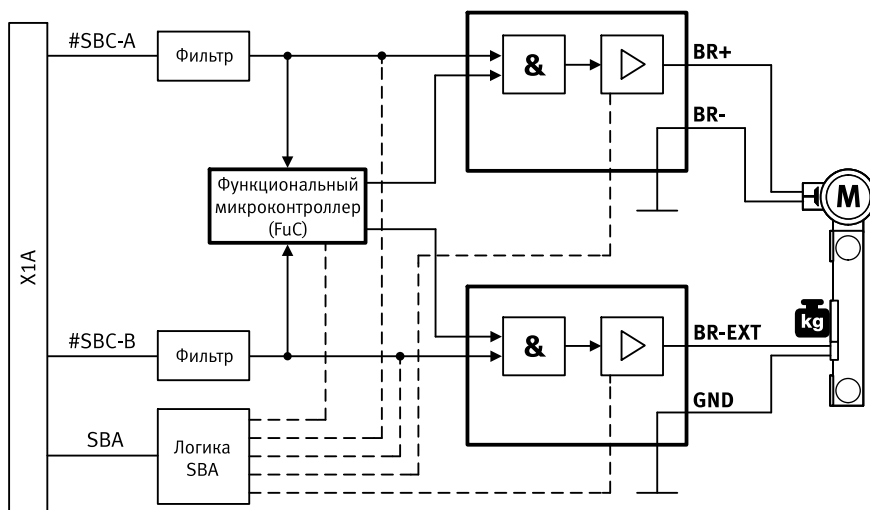 #SBC-A
Фильтр
&
BR+
BR-
Функциональный
микроконтроллер
(FuC)
M
X1A
kg
#SBC-B
Фильтр
&
BR-EXT
GND
SBA
Логика
SBA